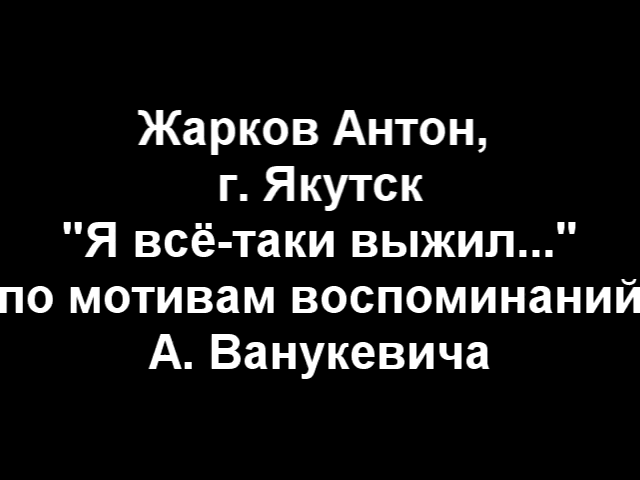 Жарков Антон,
г. Якутск
"Я всё-таки выжил..."
по мотивам воспоминаний
А. Ванукевича